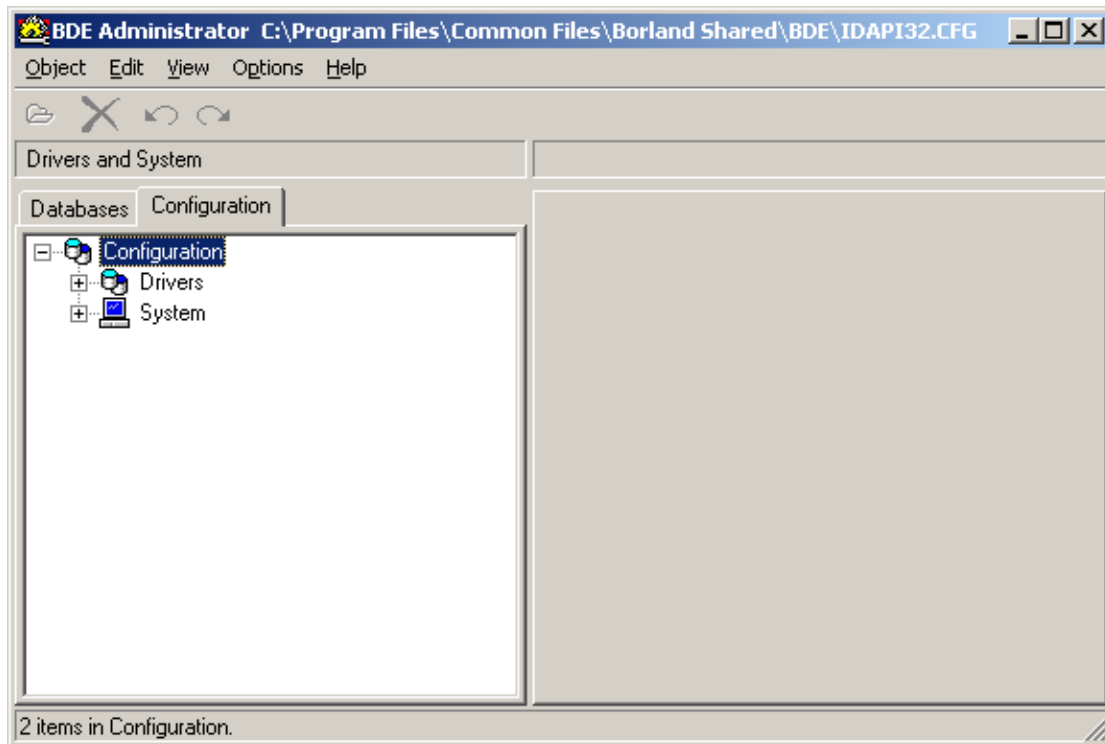 BDE Administrator C:\Program Files\Common Files\Borland Shared\BDE\IDAPI32.CFG
Object Edit View Options Help
Drivers and System
Databases Configuration
Configuration
Drivers
System
2 items in Configuration.